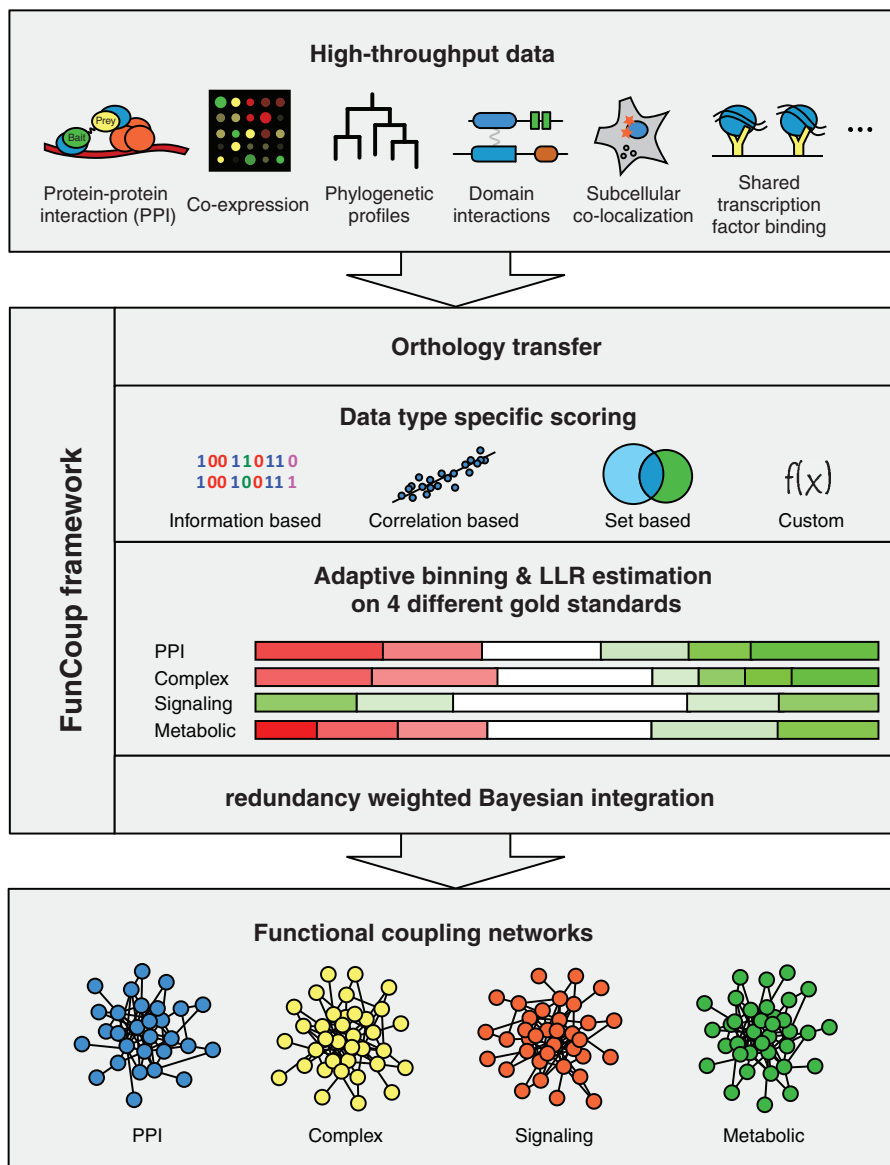 High-throughput data
Bait
Prey
Protein-protein
interaction (PPI)
Co-expression
Phylogenetic
profiles
Domain
interactions
Subcellular
co-localization
Shared
transcription
factor binding
...
FunCoup framework
Orthology transfer
Data type specific scoring
100110110
100100111
f(x)
Information based
Correlation based
Set based
Custom
Adaptive binning & LLR estimation
on 4 different gold standards
PPI
Complex
Signaling
Metabolic
redundancy weighted Bayesian integration
Functional coupling networks
PPI
Complex
Signaling
Metabolic